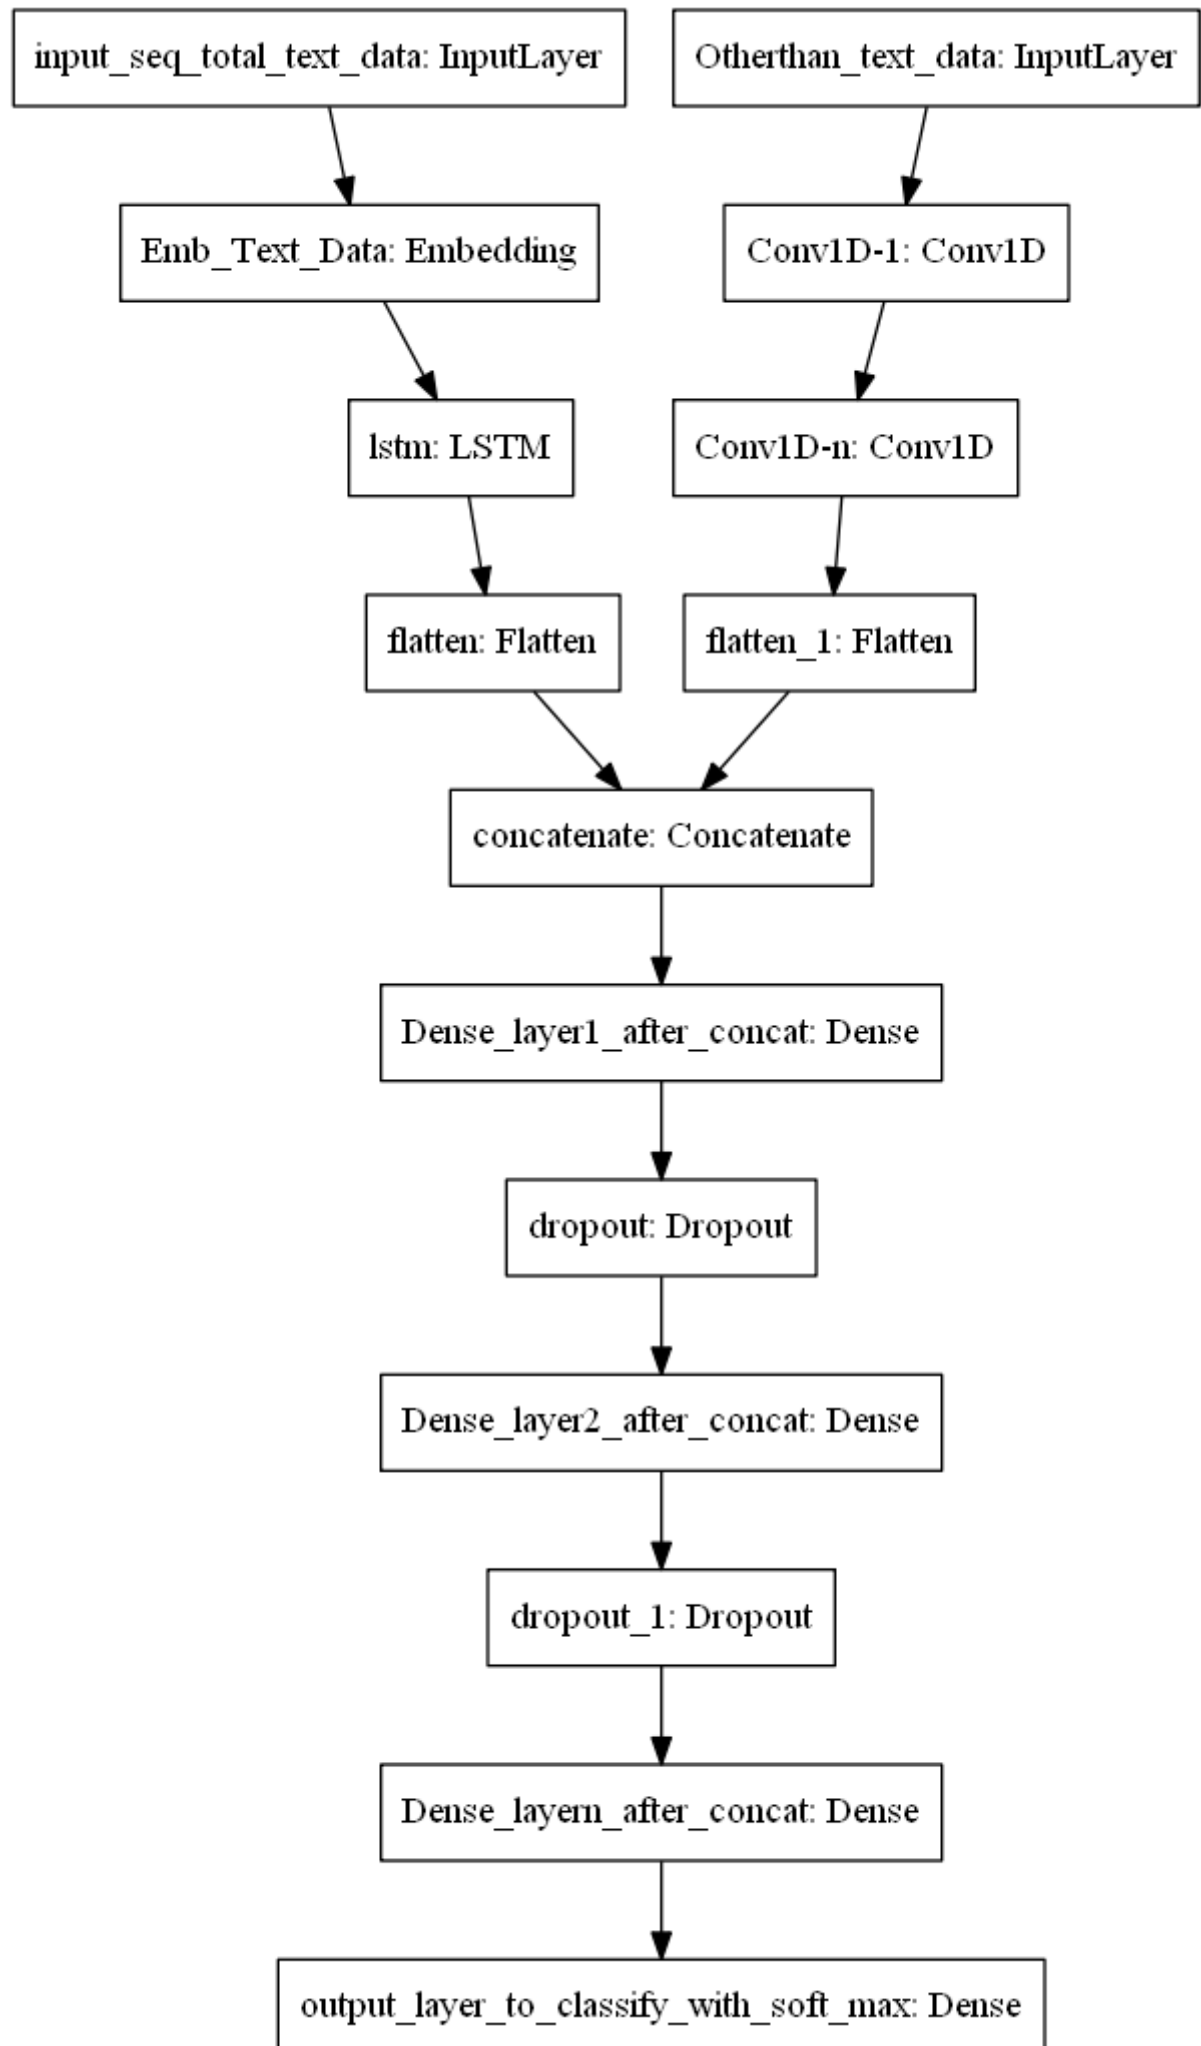 input_seq_total_text_data: InputLayer
Otherthan_text_data: InputLayer
Emb_Text_Data: Embedding
Conv1D-1: Conv1D
lstm: LSTM
Conv1D-n: Conv1D
flatten: Flatten
flatten_1: Flatten
concatenate: Concatenate
Dense_layer1_after_concat: Dense
dropout: Dropout
Dense_layer2_after_concat: Dense
dropout_1: Dropout
Dense_layern_after_concat: Dense
output_layer_to_classify_with_soft_max: Dense